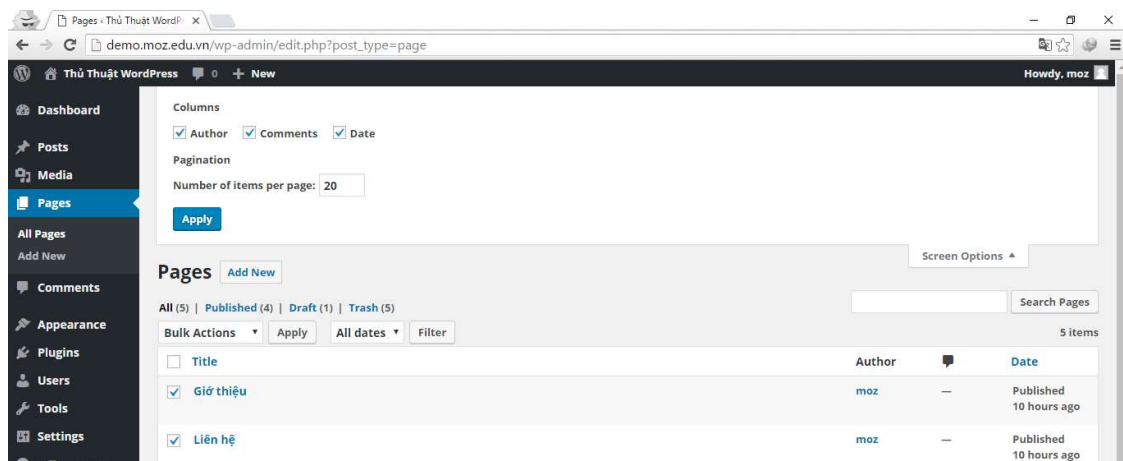 Pages ‹ Thủ Thuật WordP
demo.moz.edu.vn/wp-admin/edit.php?post_type=page
Thủ Thuật WordPress 0 + New Howdy, moz
Dashboard
Posts
Media
Pages
All Pages
Add New
Comments
Appearance
Plugins
Users
Tools
Settings
Columns
Author Comments Date
Pagination
Number of items per page: 20
Apply
Screen Options ▲
Pages Add New
All (5) | Published (4) | Draft (1) | Trash (5)
Search Pages
Bulk Actions ▼ Apply All dates ▼ Filter 5 items
Title Author Date
Giớ thiệu moz — Published
10 hours ago
Liên hệ moz — Published
10 hours ago